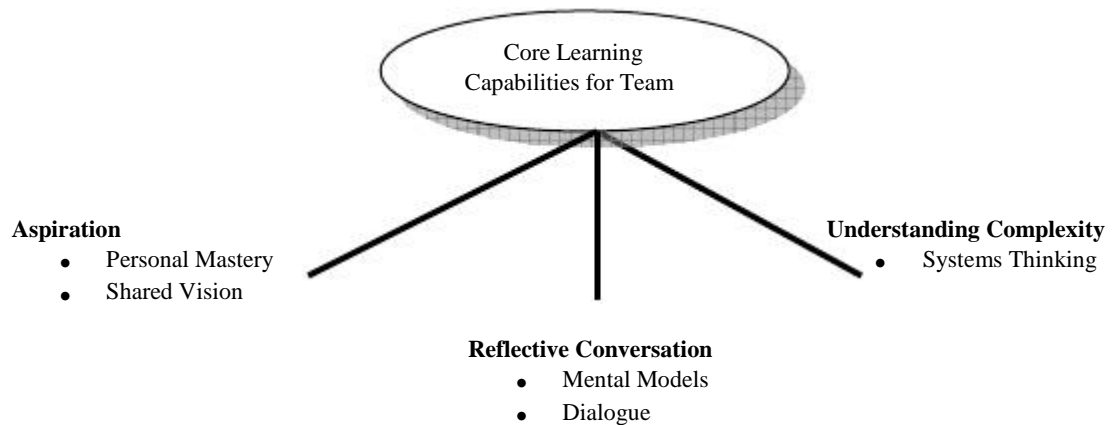 Core Learning
Capabilities for Team
Aspiration
• Personal Mastery
• Shared Vision
Understanding Complexity
• Systems Thinking
Reflective Conversation
• Mental Models
• Dialogue